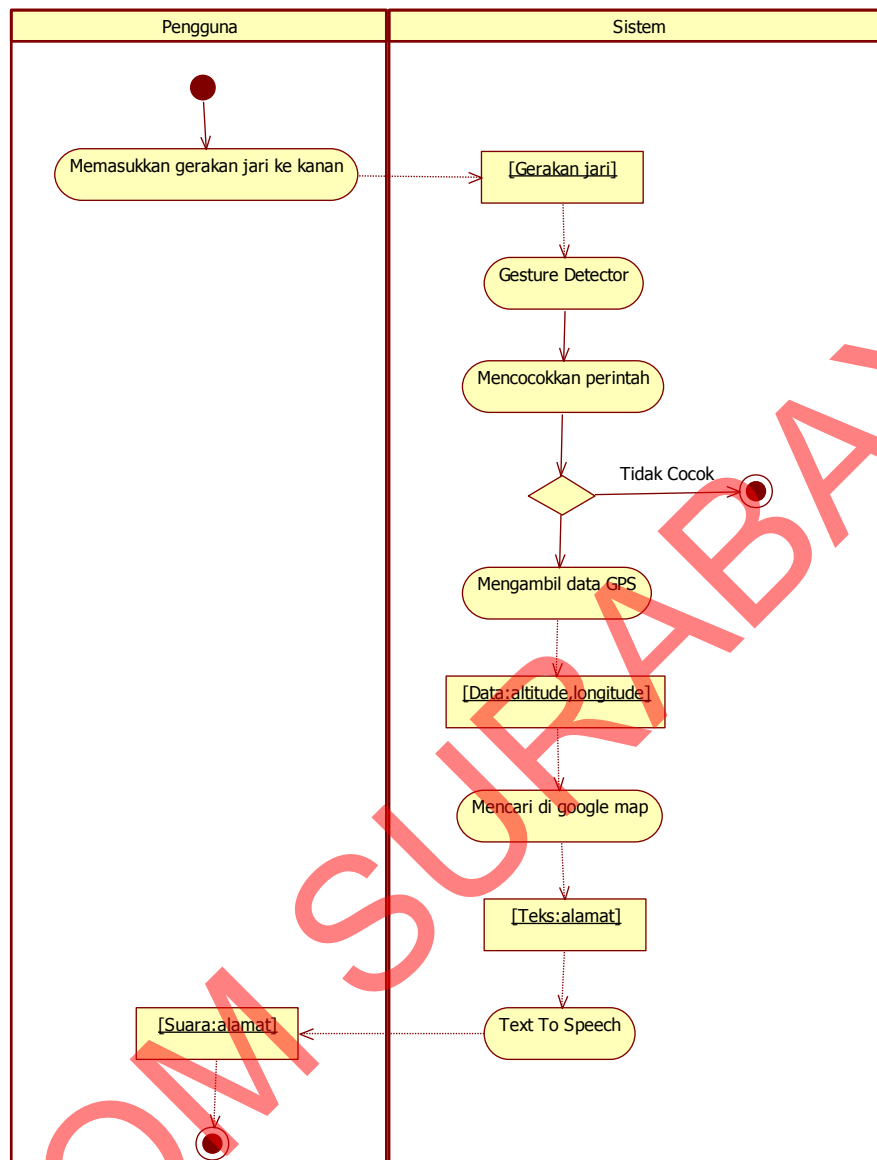 Pengguna
Sistem
Memasukkan gerakan jari ke kanan
[Gerakan jari]
Gesture Detector
Mencocokkan perintah
Tidak Cocok
Mengambil data GPS
[Data:altitude,longitude]
Mencari di google map
[Teks:alamat]
[Suara:alamat]
Text To Speech
OM SURABAY